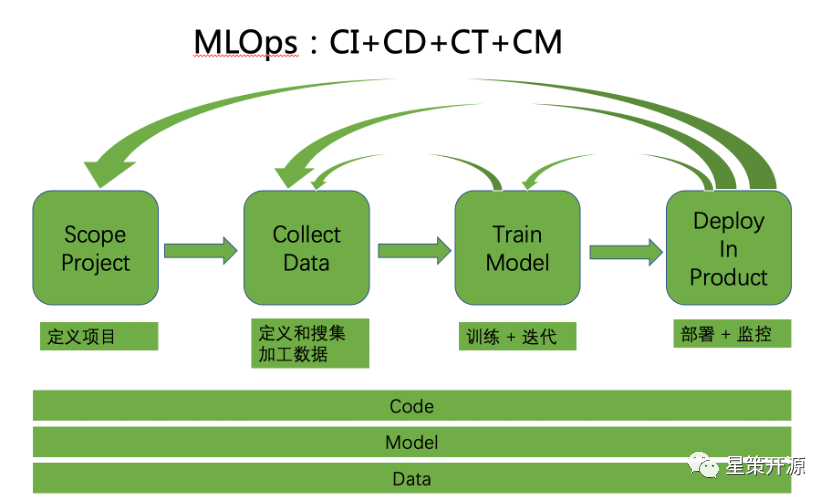 MLOps：CI+CD+CT+CM
Scope
Project
Collect
Data
Train
Model
Deploy
In
Product
定义项目
定义和搜集
加工数据
训练 + 迭代
部署 + 监控
Code
Model
Data
星策开源